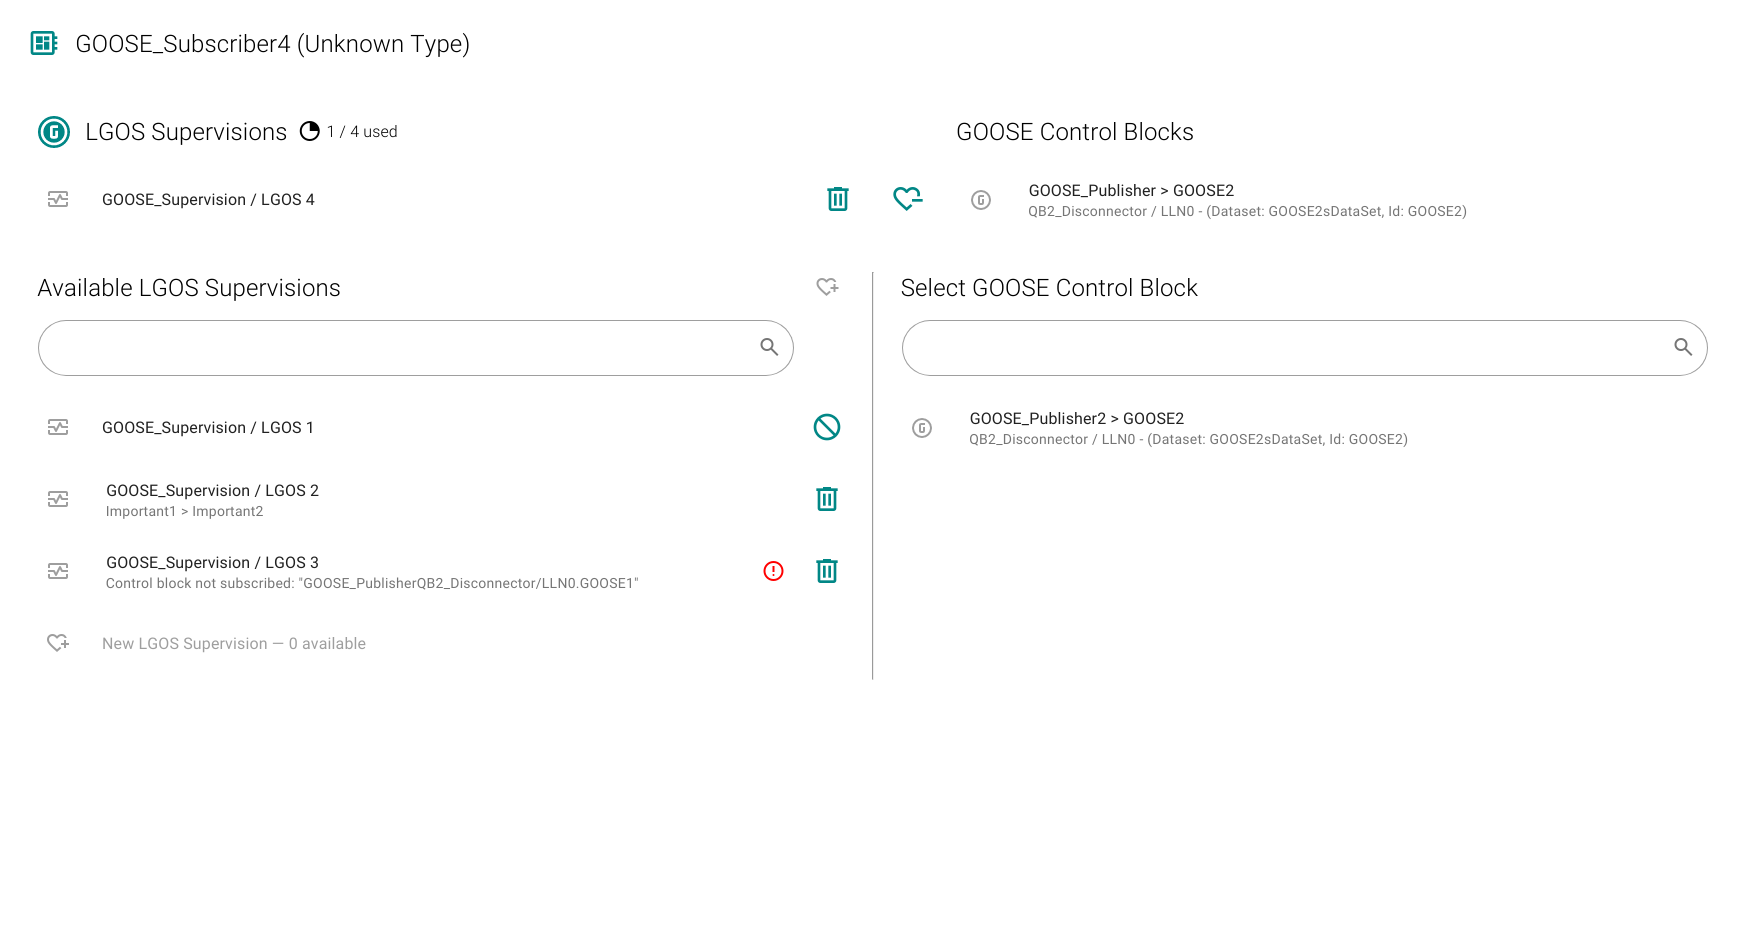 GOOSE_Subscriber4 (Unknown Type)
LGOS Supervisions
1 / 4 used
GOOSE Control Blocks
GOOSE_Supervision / LGOS 4
GOOSE_Publisher > GOOSE2
QB2_Disconnector / LLN0 - (Dataset: GOOSE2sDataSet, Id: GOOSE2)
Available LGOS Supervisions
GOOSE_Supervision / LGOS 1
GOOSE_Supervision / LGOS 2
Important1 > Important2
GOOSE_Supervision / LGOS 3
Control block not subscribed: "GOOSE_PublisherQB2_Disconnector/LLN0.GOOSE1"
New LGOS Supervision — 0 available
Select GOOSE Control Block
GOOSE_Publisher2 > GOOSE2
QB2_Disconnector / LLN0 - (Dataset: GOOSE2sDataSet, Id: GOOSE2)